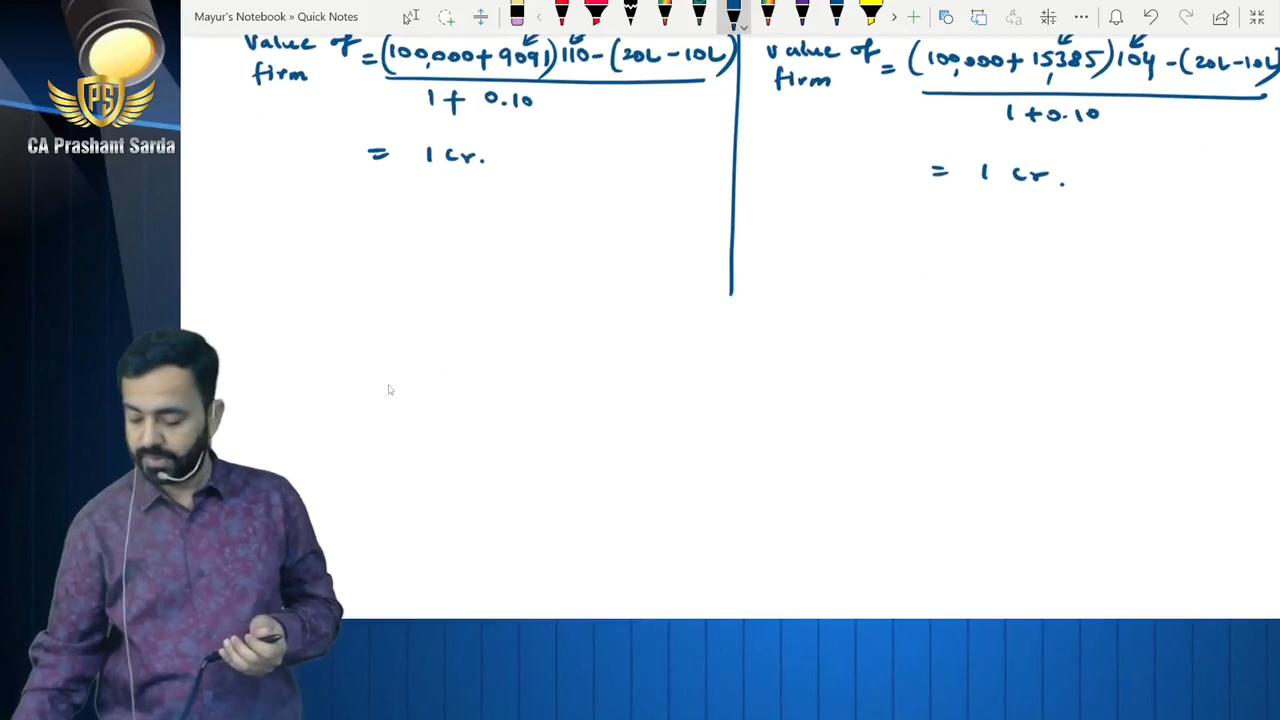 Mayur's Notebook » Quick Notes
PS
CA Prashant Sarda
value of firm = (100,000 + 9091) 110 - (20L - 10L)
1 + 0.10
= 1 cr.
value of firm = (100,000 + 15385) 104 - (20L - 10L)
1 + 0.10
= 1 cr.